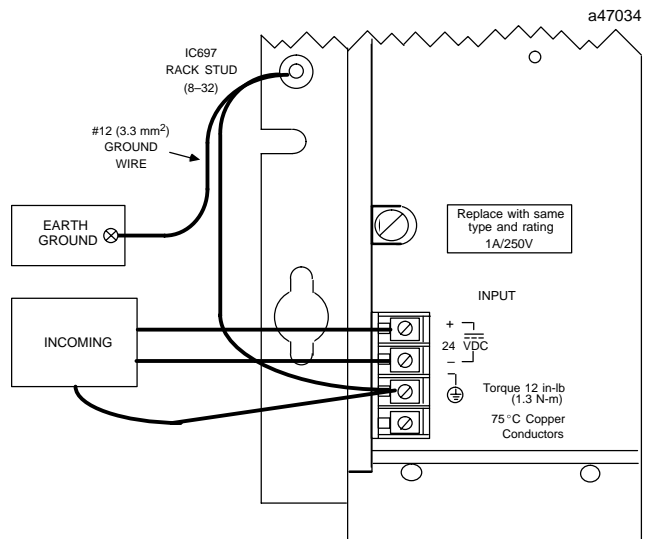 a47034
IC697
RACK STUD
(8–32)
#12 (3.3 mm²)
GROUND
WIRE
EARTH
GROUND
Replace with same
type and rating
1A/250V
INPUT
INCOMING
+
24 VDC
–
Torque 12 in-lb
(1.3 N-m)
75°C Copper
Conductors